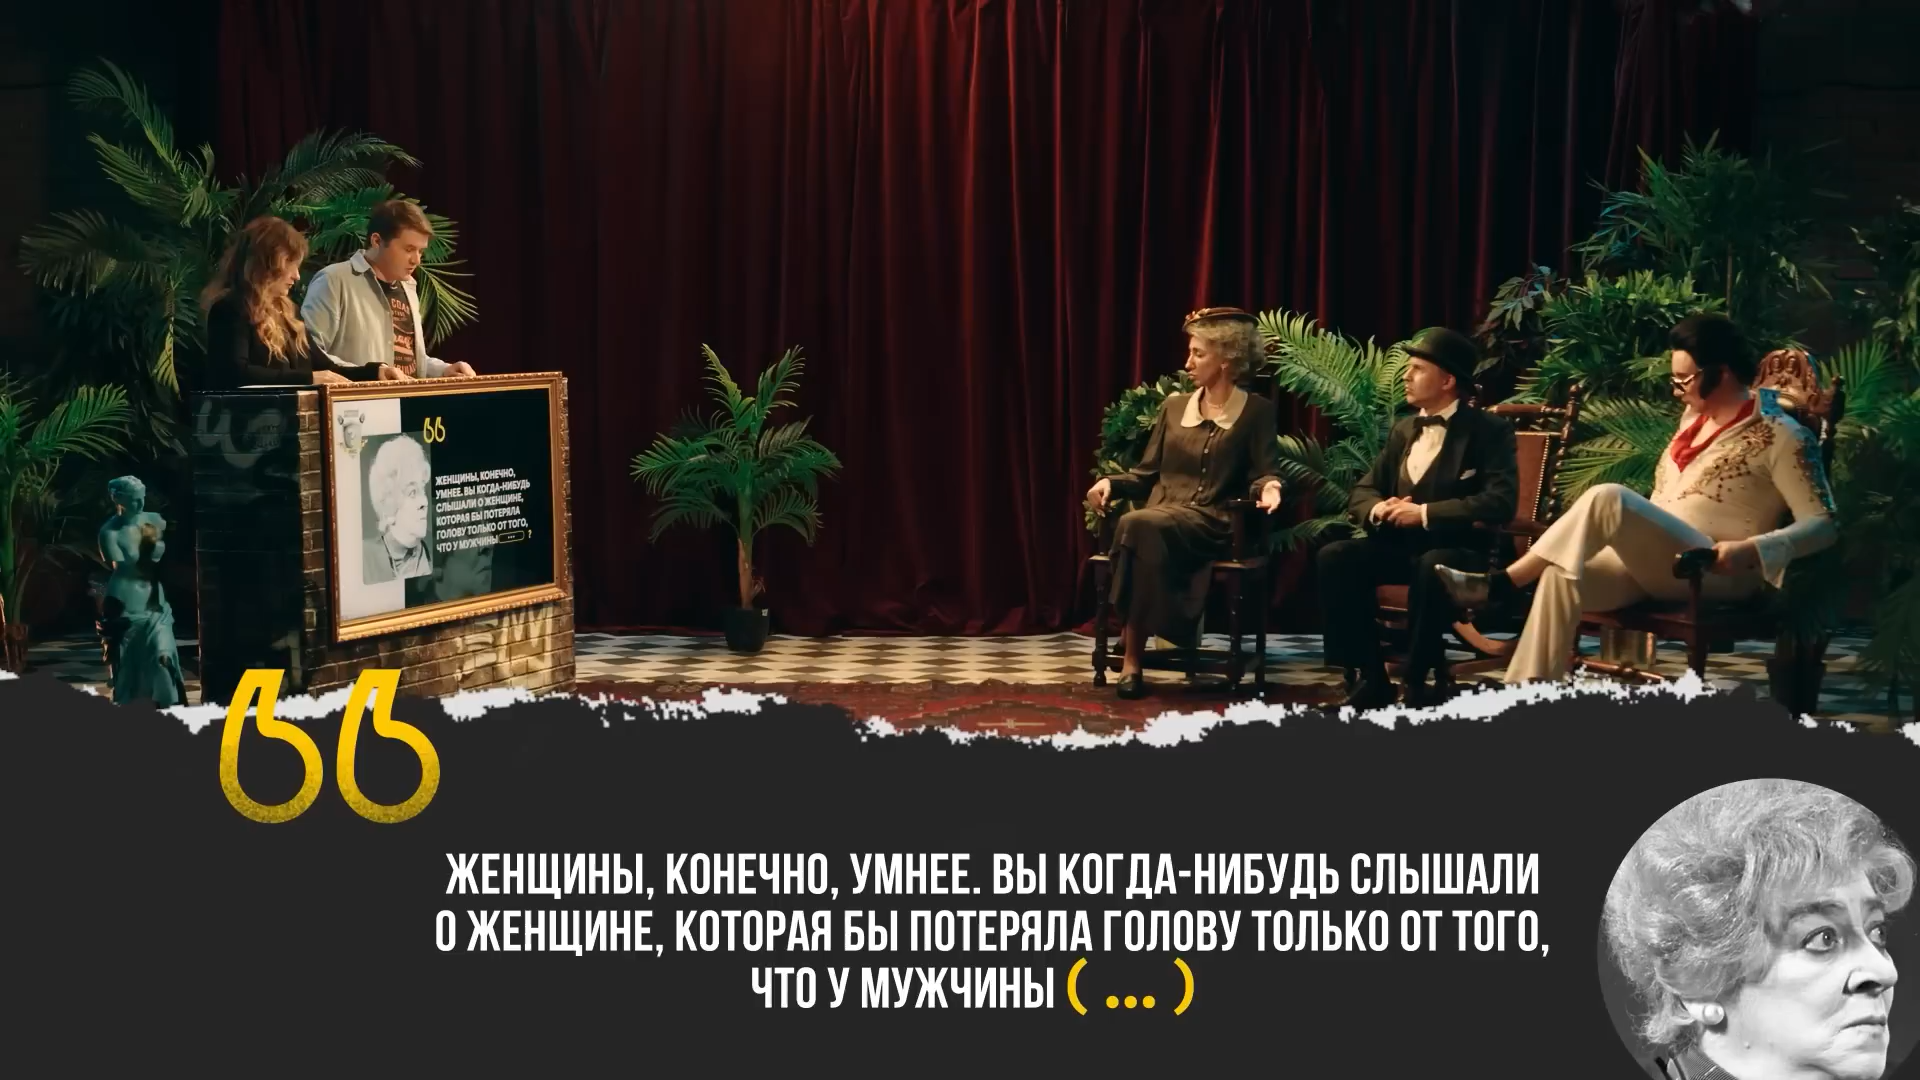 ЖЕНЩИНЫ, КОНЕЧНО,
УМНЕЕ. ВЫ КОГДА-НИБУДЬ
СЛЫШАЛИ О ЖЕНЩИНЕ,
КОТОРАЯ БЫ ПОТЕРЯЛА
ГОЛОВУ ТОЛЬКО ОТ ТОГО,
ЧТО У МУЖЧИНЫ ... ?
ЖЕНЩИНЫ, КОНЕЧНО, УМНЕЕ. ВЫ КОГДА-НИБУДЬ СЛЫШАЛИ
О ЖЕНЩИНЕ, КОТОРАЯ БЫ ПОТЕРЯЛА ГОЛОВУ ТОЛЬКО ОТ ТОГО,
ЧТО У МУЖЧИНЫ ( ... )